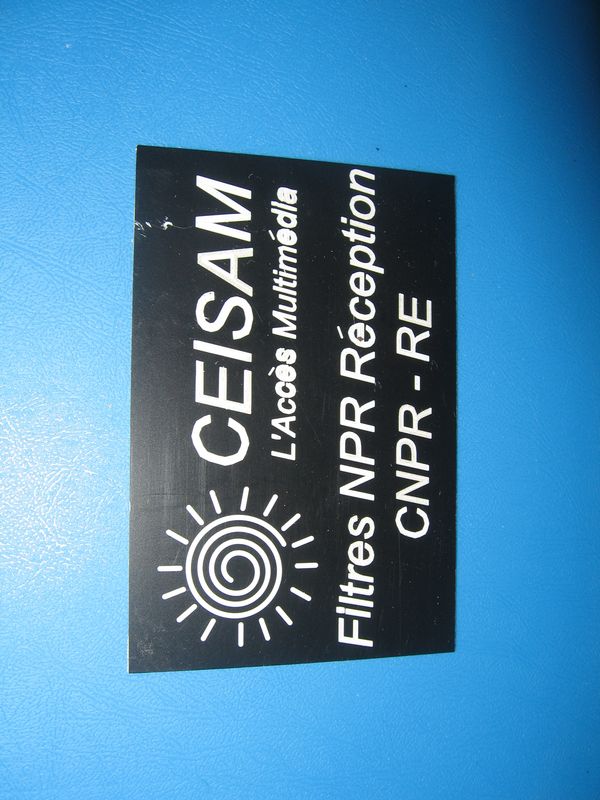 CEISAM
L'Accès Multimédia
Filtres NPR Réception
CNPR - RE